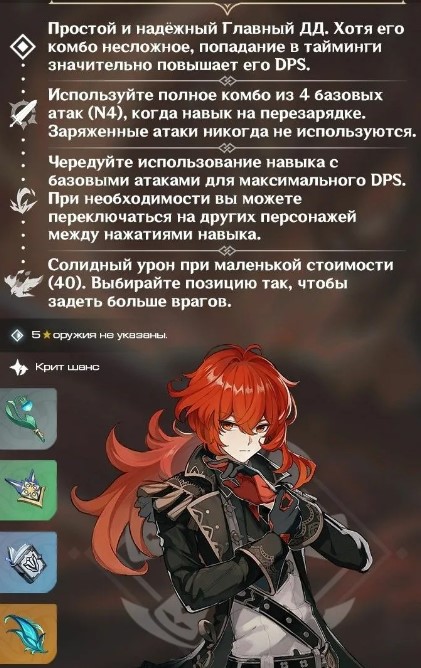 Простой и надёжный Главный ДД. Хотя его
комбо несложное, попадание в тайминги
значительно повышает его DPS.
Используйте полное комбо из 4 базовых
атак (N4), когда навык на перезарядке.
Заряженные атаки никогда не используются.
Чередуйте использование навыка с
базовыми атаками для максимального DPS.
При необходимости вы можете
переключаться на других персонажей
между нажатиями навыка.
Солидный урон при маленькой стоимости
(40). Выбирайте позицию так, чтобы
задеть больше врагов.
5★оружия не указаны.
Крит шанс